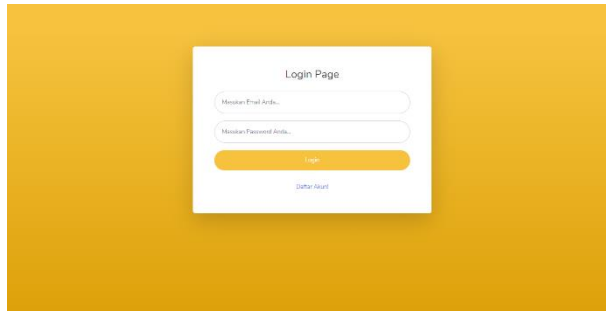 Login Page
Masukan Email Anda...
Masukan Password Anda...
Login
Daftar Akun!